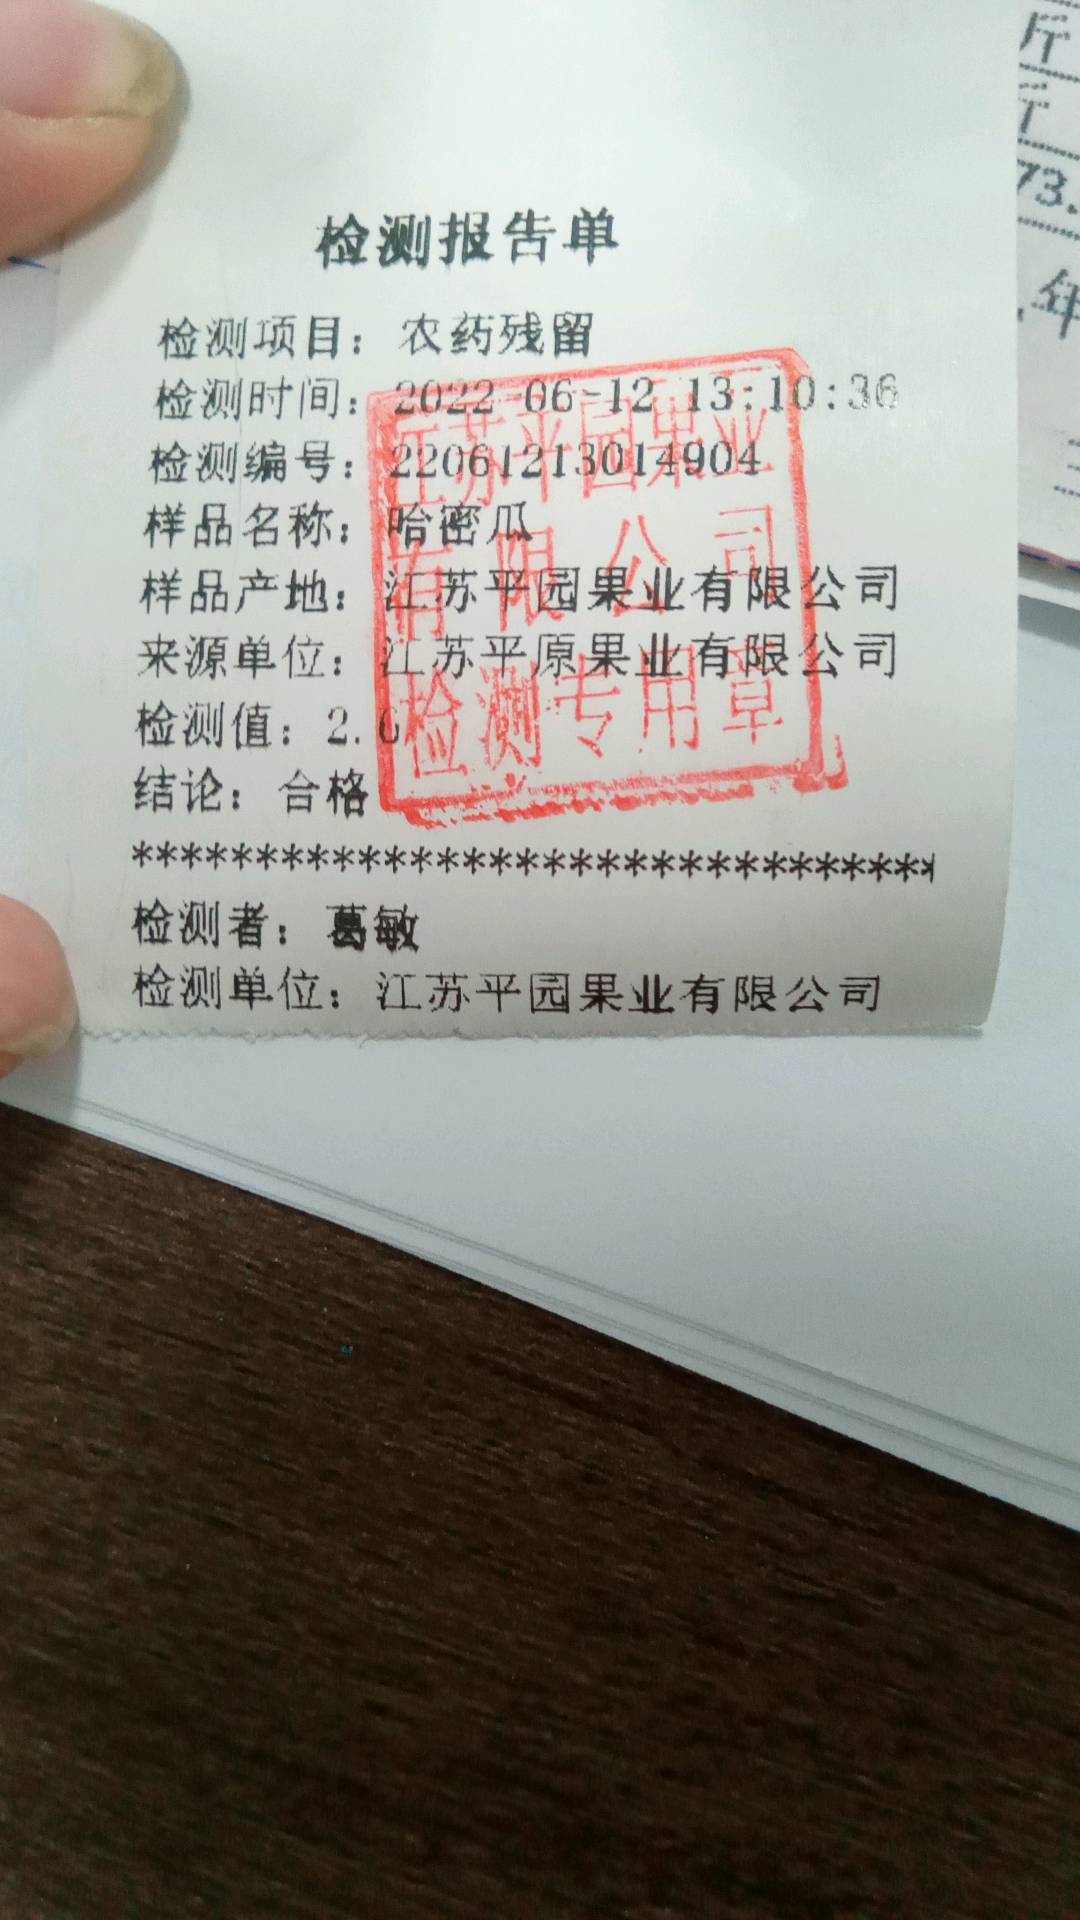 检测报告单
检测项目：农药残留
检测时间：2022-06-12 13:10:36
检测编号：22061213014904
样品名称：哈密瓜
样品产地：江苏平园果业有限公司
来源单位：江苏平原果业有限公司
检测值：2.6
结论：合格
********************************
检测者：葛敏
检测单位：江苏平园果业有限公司
江苏平园果业
有限公司
检测专用章
斤
斤
73.
年